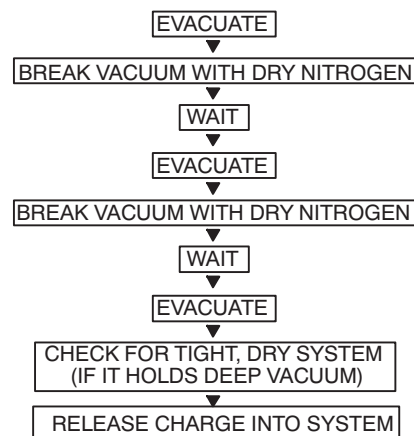 EVACUATE
BREAK VACUUM WITH DRY NITROGEN
WAIT
EVACUATE
BREAK VACUUM WITH DRY NITROGEN
WAIT
EVACUATE
CHECK FOR TIGHT, DRY SYSTEM
(IF IT HOLDS DEEP VACUUM)
RELEASE CHARGE INTO SYSTEM